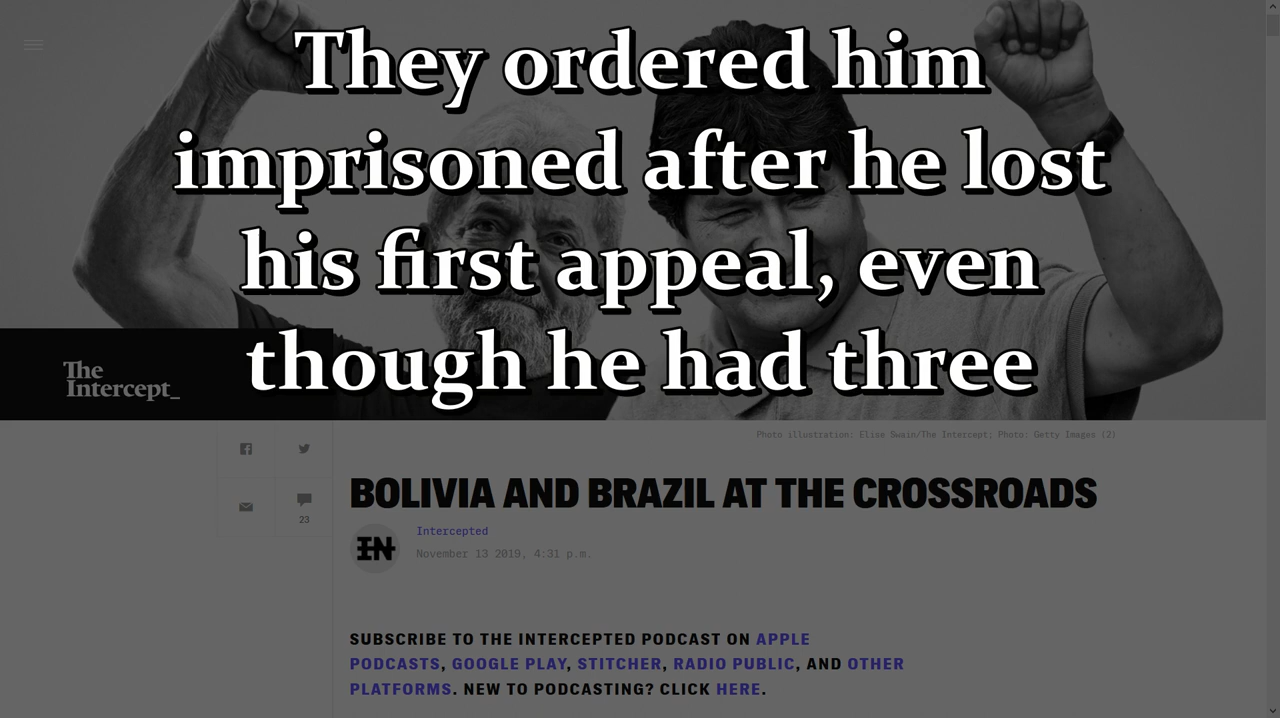 They ordered him
imprisoned after he lost
his first appeal, even
though he had three
The
Intercept_
Photo illustration: Elise Swain/The Intercept; Photo: Getty Images (2)
23
BOLIVIA AND BRAZIL AT THE CROSSROADS
IN
Intercepted
November 13 2019, 4:31 p.m.
SUBSCRIBE TO THE INTERCEPTED PODCAST ON APPLE
PODCASTS, GOOGLE PLAY, STITCHER, RADIO PUBLIC, AND OTHER
PLATFORMS. NEW TO PODCASTING? CLICK HERE.